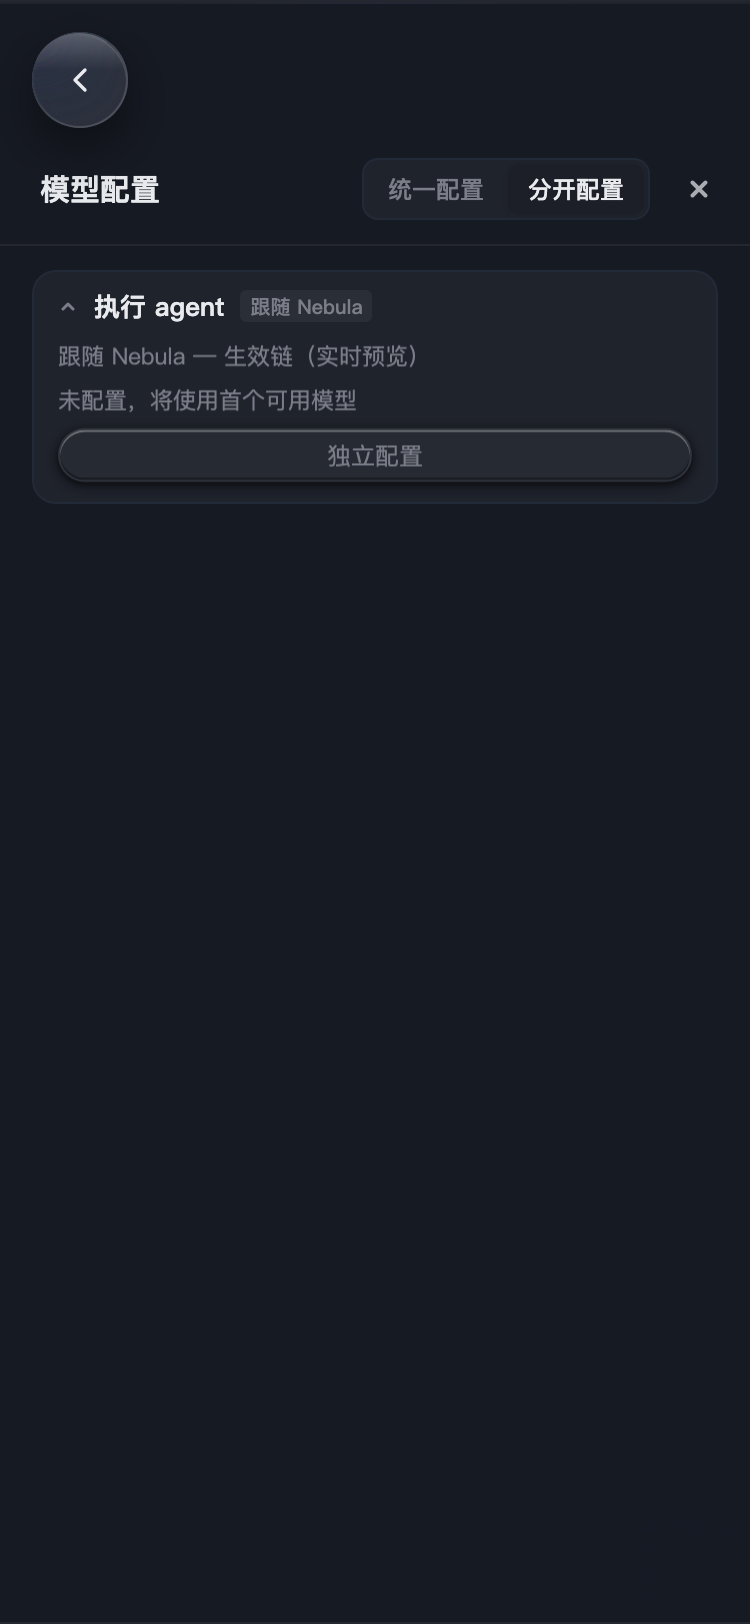 模型配置 统一配置 分开配置
执行 agent 跟随 Nebula
跟随 Nebula — 生效链（实时预览）
未配置，将使用首个可用模型
独立配置